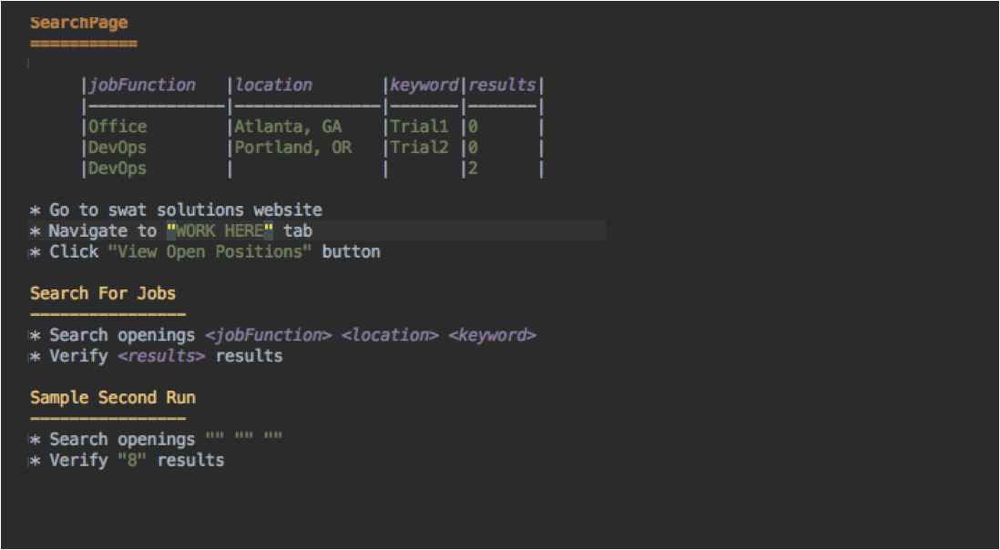 SearchPage
===========
|jobFunction |location |keyword|results|
|--------------|---------------|-------|-------|
|Office |Atlanta, GA |Trial1 |0 |
|DevOps |Portland, OR |Trial2 |0 |
|DevOps | | |2 |
* Go to swat solutions website
* Navigate to "WORK HERE" tab
* Click "View Open Positions" button
Search For Jobs
----------------
* Search openings <jobFunction> <location> <keyword>
* Verify <results> results
Sample Second Run
----------------
* Search openings "" "" ""
* Verify "8" results